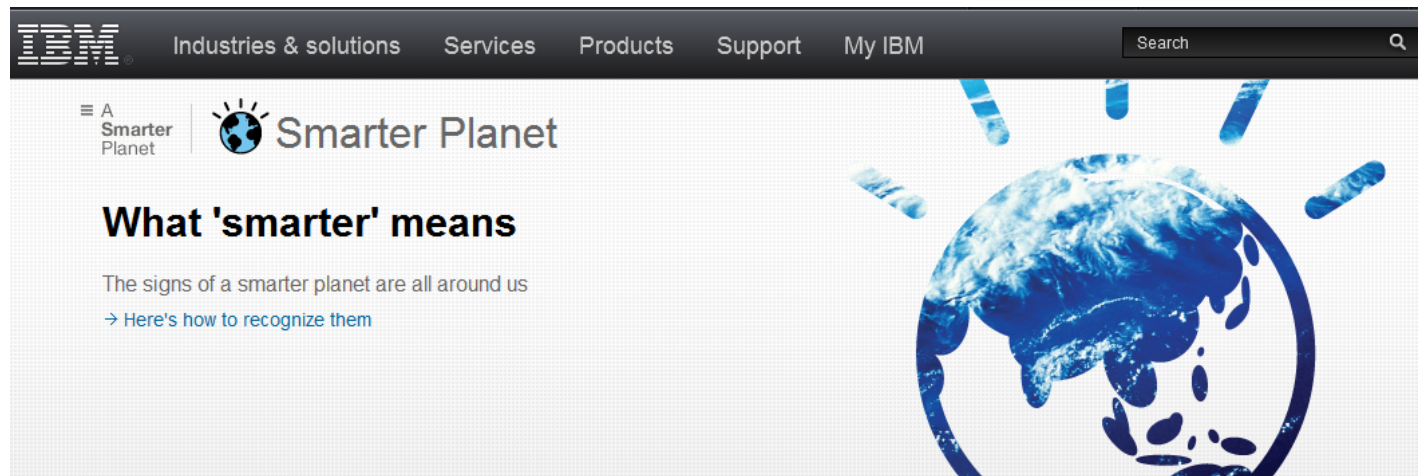 IBM® Industries & solutions Services Products Support My IBM Search
A
Smarter
Planet
Smarter Planet
What 'smarter' means
The signs of a smarter planet are all around us
→ Here's how to recognize them